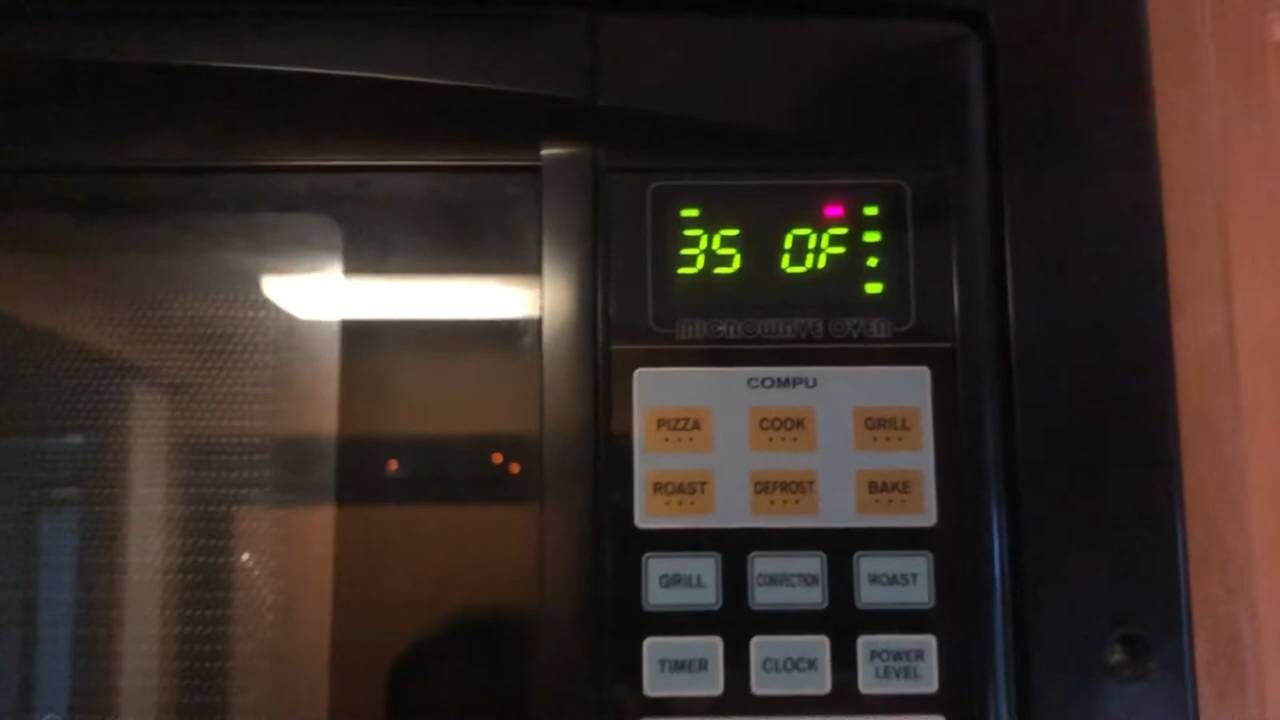 35 0F
MICROWAVE OVEN
COMPU
PIZZA COOK GRILL
ROAST DEFROST BAKE
GRILL CONVECTION ROAST
TIMER CLOCK POWER LEVEL